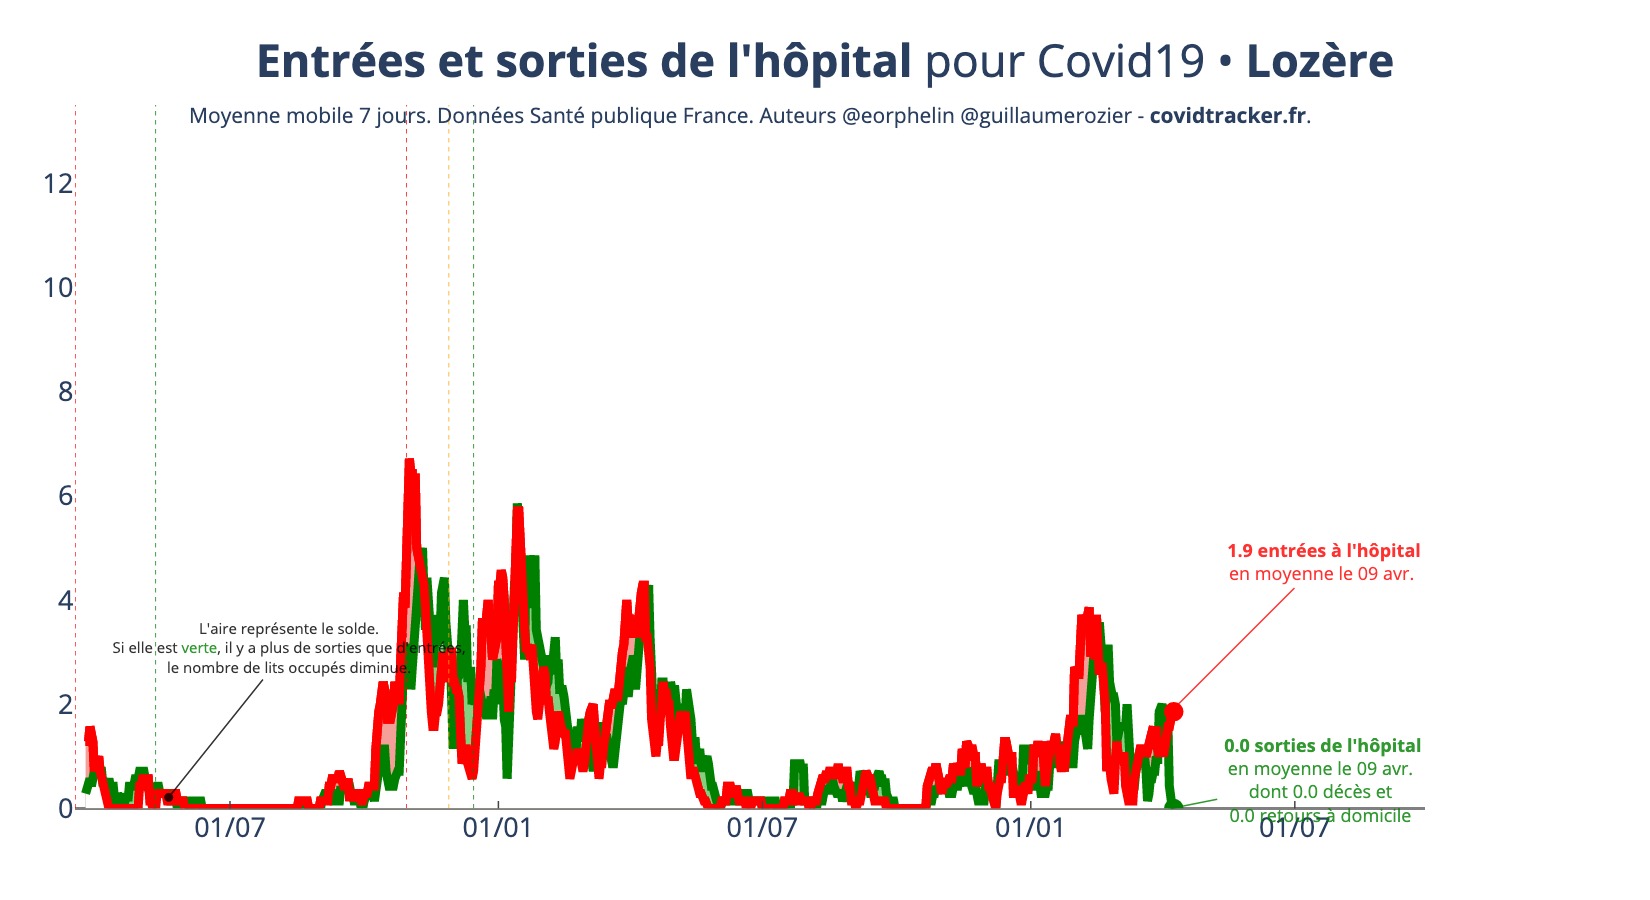 Entrées et sorties de l'hôpital pour Covid19 • Lozère
Moyenne mobile 7 jours. Données Santé publique France. Auteurs @eorphelin @guillaumerozier - covidtracker.fr.
12
10
8
6
4
2
0
L'aire représente le solde.
Si elle est verte, il y a plus de sorties que d'entrées,
le nombre de lits occupés diminue.
1.9 entrées à l'hôpital
en moyenne le 09 avr.
0.0 sorties de l'hôpital
en moyenne le 09 avr.
dont 0.0 décès et
0.0 retours à domicile
01/07
01/01
01/07
01/01
01/07